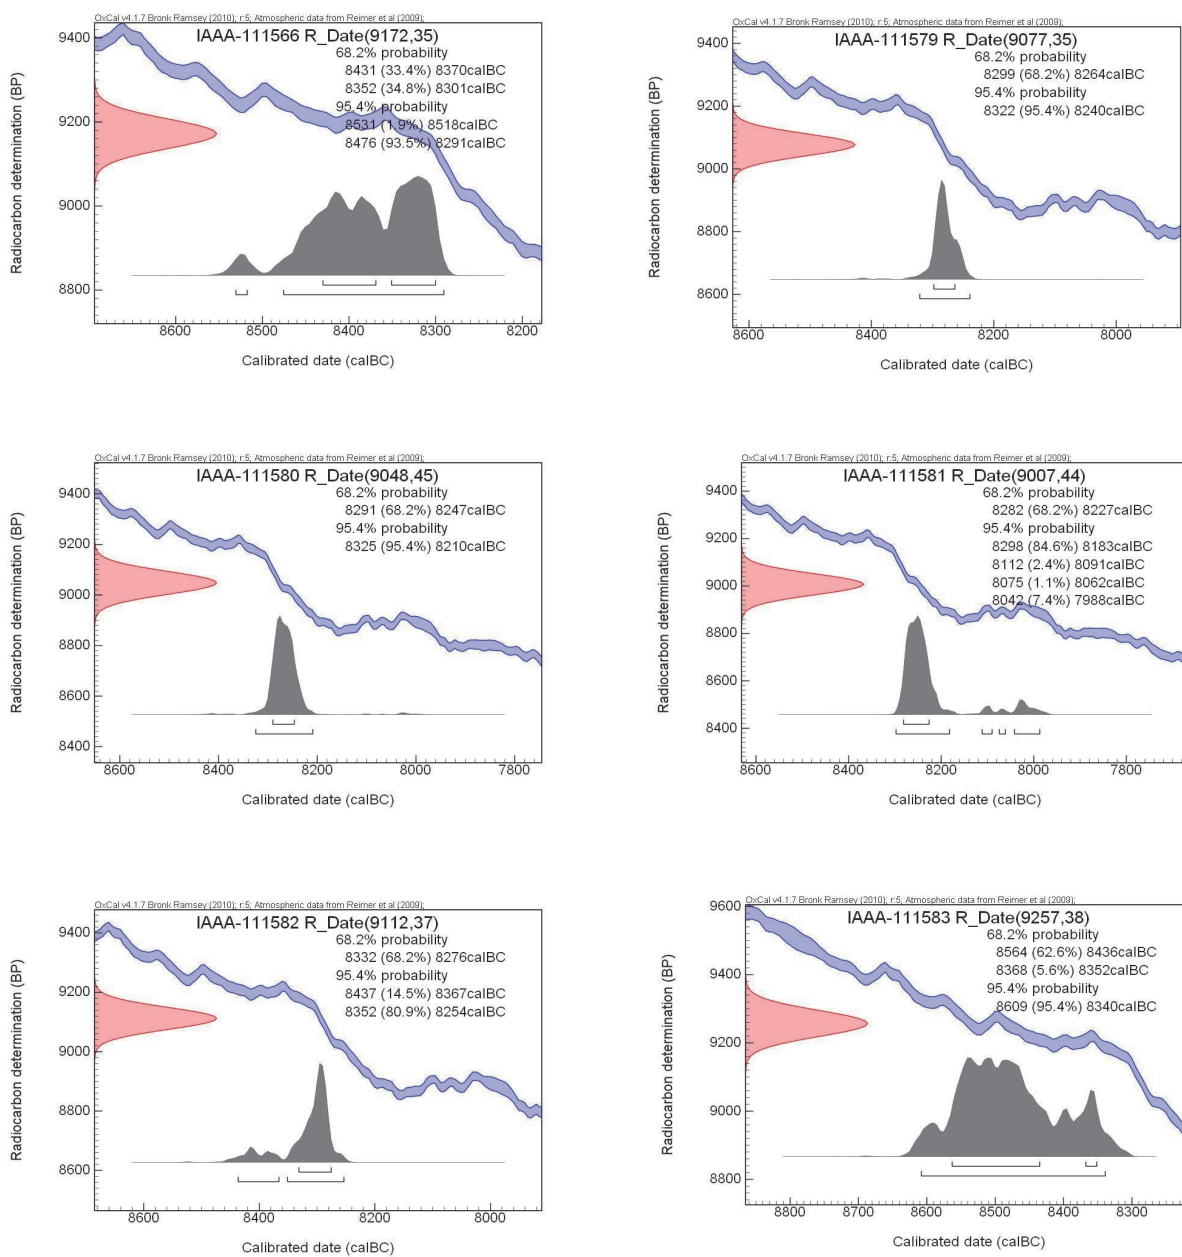 OxCal v4.1.7 Bronk Ramsey (2010); r:5; Atmospheric data from Reimer et al (2009);
IAAA-111566 R_Date(9172,35)
68.2% probability
8431 (33.4%) 8370calBC
8352 (34.8%) 8301calBC
95.4% probability
8531 (1.9%) 8518calBC
8476 (93.5%) 8291calBC
Radiocarbon determination (BP)
9400
9200
9000
8800
8600 8500 8400 8300 8200
Calibrated date (calBC)
OxCal v4.1.7 Bronk Ramsey (2010); r:5; Atmospheric data from Reimer et al (2009);
IAAA-111579 R_Date(9077,35)
68.2% probability
8299 (68.2%) 8264calBC
95.4% probability
8322 (95.4%) 8240calBC
Radiocarbon determination (BP)
9400
9200
9000
8800
8600
8600 8400 8200 8000
Calibrated date (calBC)
OxCal v4.1.7 Bronk Ramsey (2010); r:5; Atmospheric data from Reimer et al (2009);
IAAA-111580 R_Date(9048,45)
68.2% probability
8291 (68.2%) 8247calBC
95.4% probability
8325 (95.4%) 8210calBC
Radiocarbon determination (BP)
9400
9200
9000
8800
8600
8400
8600 8400 8200 8000 7800
Calibrated date (calBC)
OxCal v4.1.7 Bronk Ramsey (2010); r:5; Atmospheric data from Reimer et al (2009);
IAAA-111581 R_Date(9007,44)
68.2% probability
8282 (68.2%) 8227calBC
95.4% probability
8298 (84.6%) 8183calBC
8112 (2.4%) 8091calBC
8075 (1.1%) 8062calBC
8042 (7.4%) 7988calBC
Radiocarbon determination (BP)
9400
9200
9000
8800
8600
8400
8600 8400 8200 8000 7800
Calibrated date (calBC)
OxCal v4.1.7 Bronk Ramsey (2010); r:5; Atmospheric data from Reimer et al (2009);
IAAA-111582 R_Date(9112,37)
68.2% probability
8332 (68.2%) 8276calBC
95.4% probability
8437 (14.5%) 8367calBC
8352 (80.9%) 8254calBC
Radiocarbon determination (BP)
9400
9200
9000
8800
8600
8600 8400 8200 8000
Calibrated date (calBC)
OxCal v4.1.7 Bronk Ramsey (2010); r:5; Atmospheric data from Reimer et al (2009);
IAAA-111583 R_Date(9257,38)
68.2% probability
8564 (62.6%) 8436calBC
8368 (5.6%) 8352calBC
95.4% probability
8609 (95.4%) 8340calBC
Radiocarbon determination (BP)
9600
9400
9200
9000
8800
8800 8700 8600 8500 8400 8300
Calibrated date (calBC)